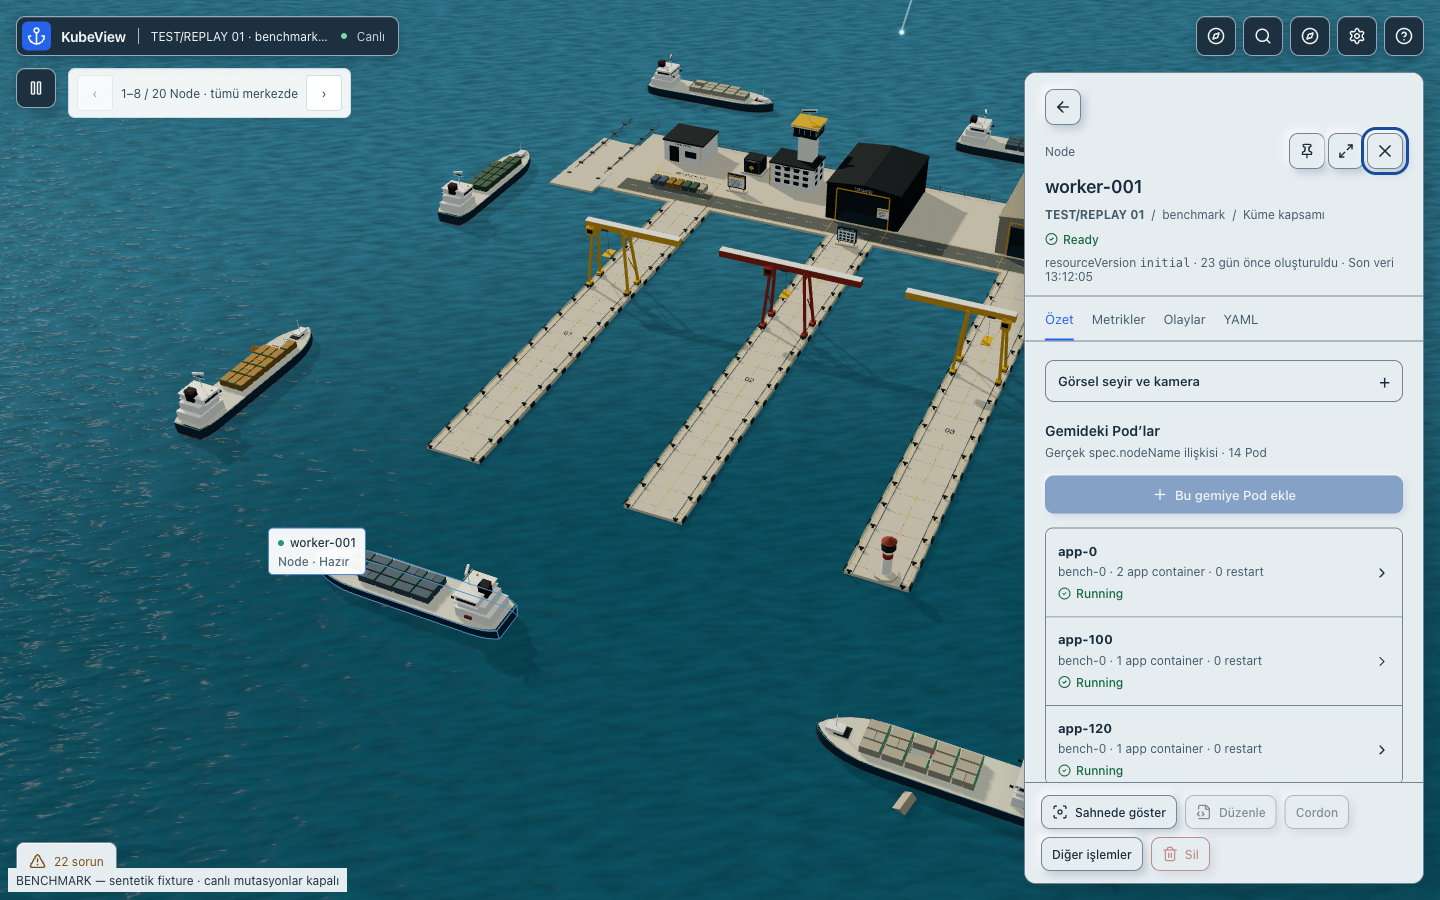 KubeView
TEST/REPLAY 01 · benchmark...
Canlı
1–8 / 20 Node · tümü merkezde
01
02
03
worker-001
Node · Hazır
22 sorun
BENCHMARK — sentetik fixture · canlı mutasyonlar kapalı
Node
worker-001
TEST/REPLAY 01 / benchmark / Küme kapsamı
Ready
resourceVersion initial · 23 gün önce oluşturuldu · Son veri
13:12:05
Özet Metrikler Olaylar YAML
Görsel seyir ve kamera
Gemideki Pod’lar
Gerçek spec.nodeName ilişkisi · 14 Pod
Bu gemiye Pod ekle
app-0
bench-0 · 2 app container · 0 restart
Running
app-100
bench-0 · 1 app container · 0 restart
Running
app-120
bench-0 · 1 app container · 0 restart
Running
Sahnede göster Düzenle Cordon
Diğer işlemler Sil